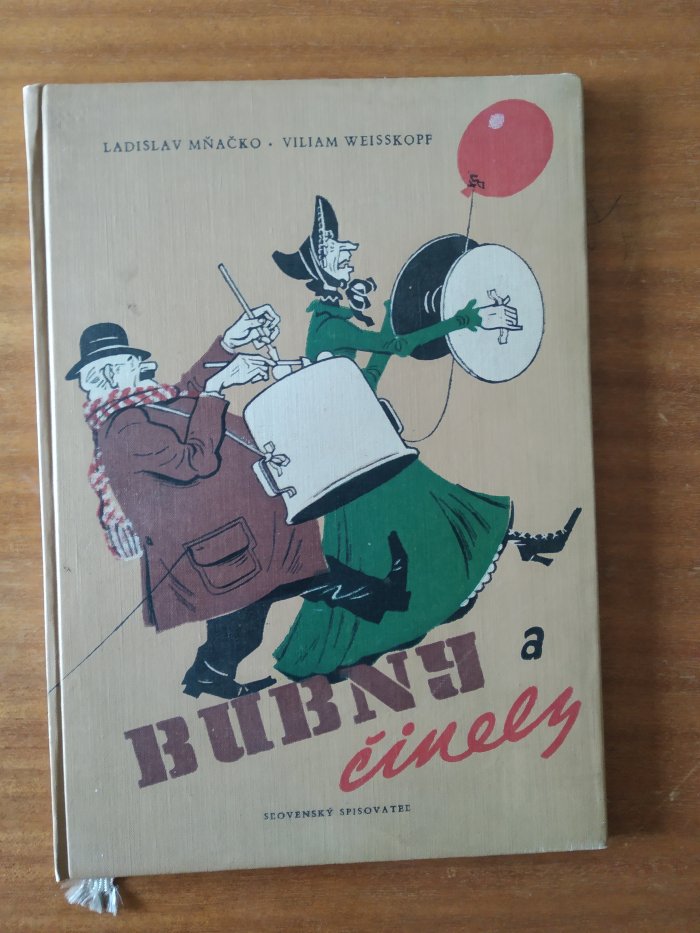 LADISLAV MŇAČKO • VILIAM WEISSKOPF
BUBNY a
činely
SLOVENSKÝ SPISOVATEĽ